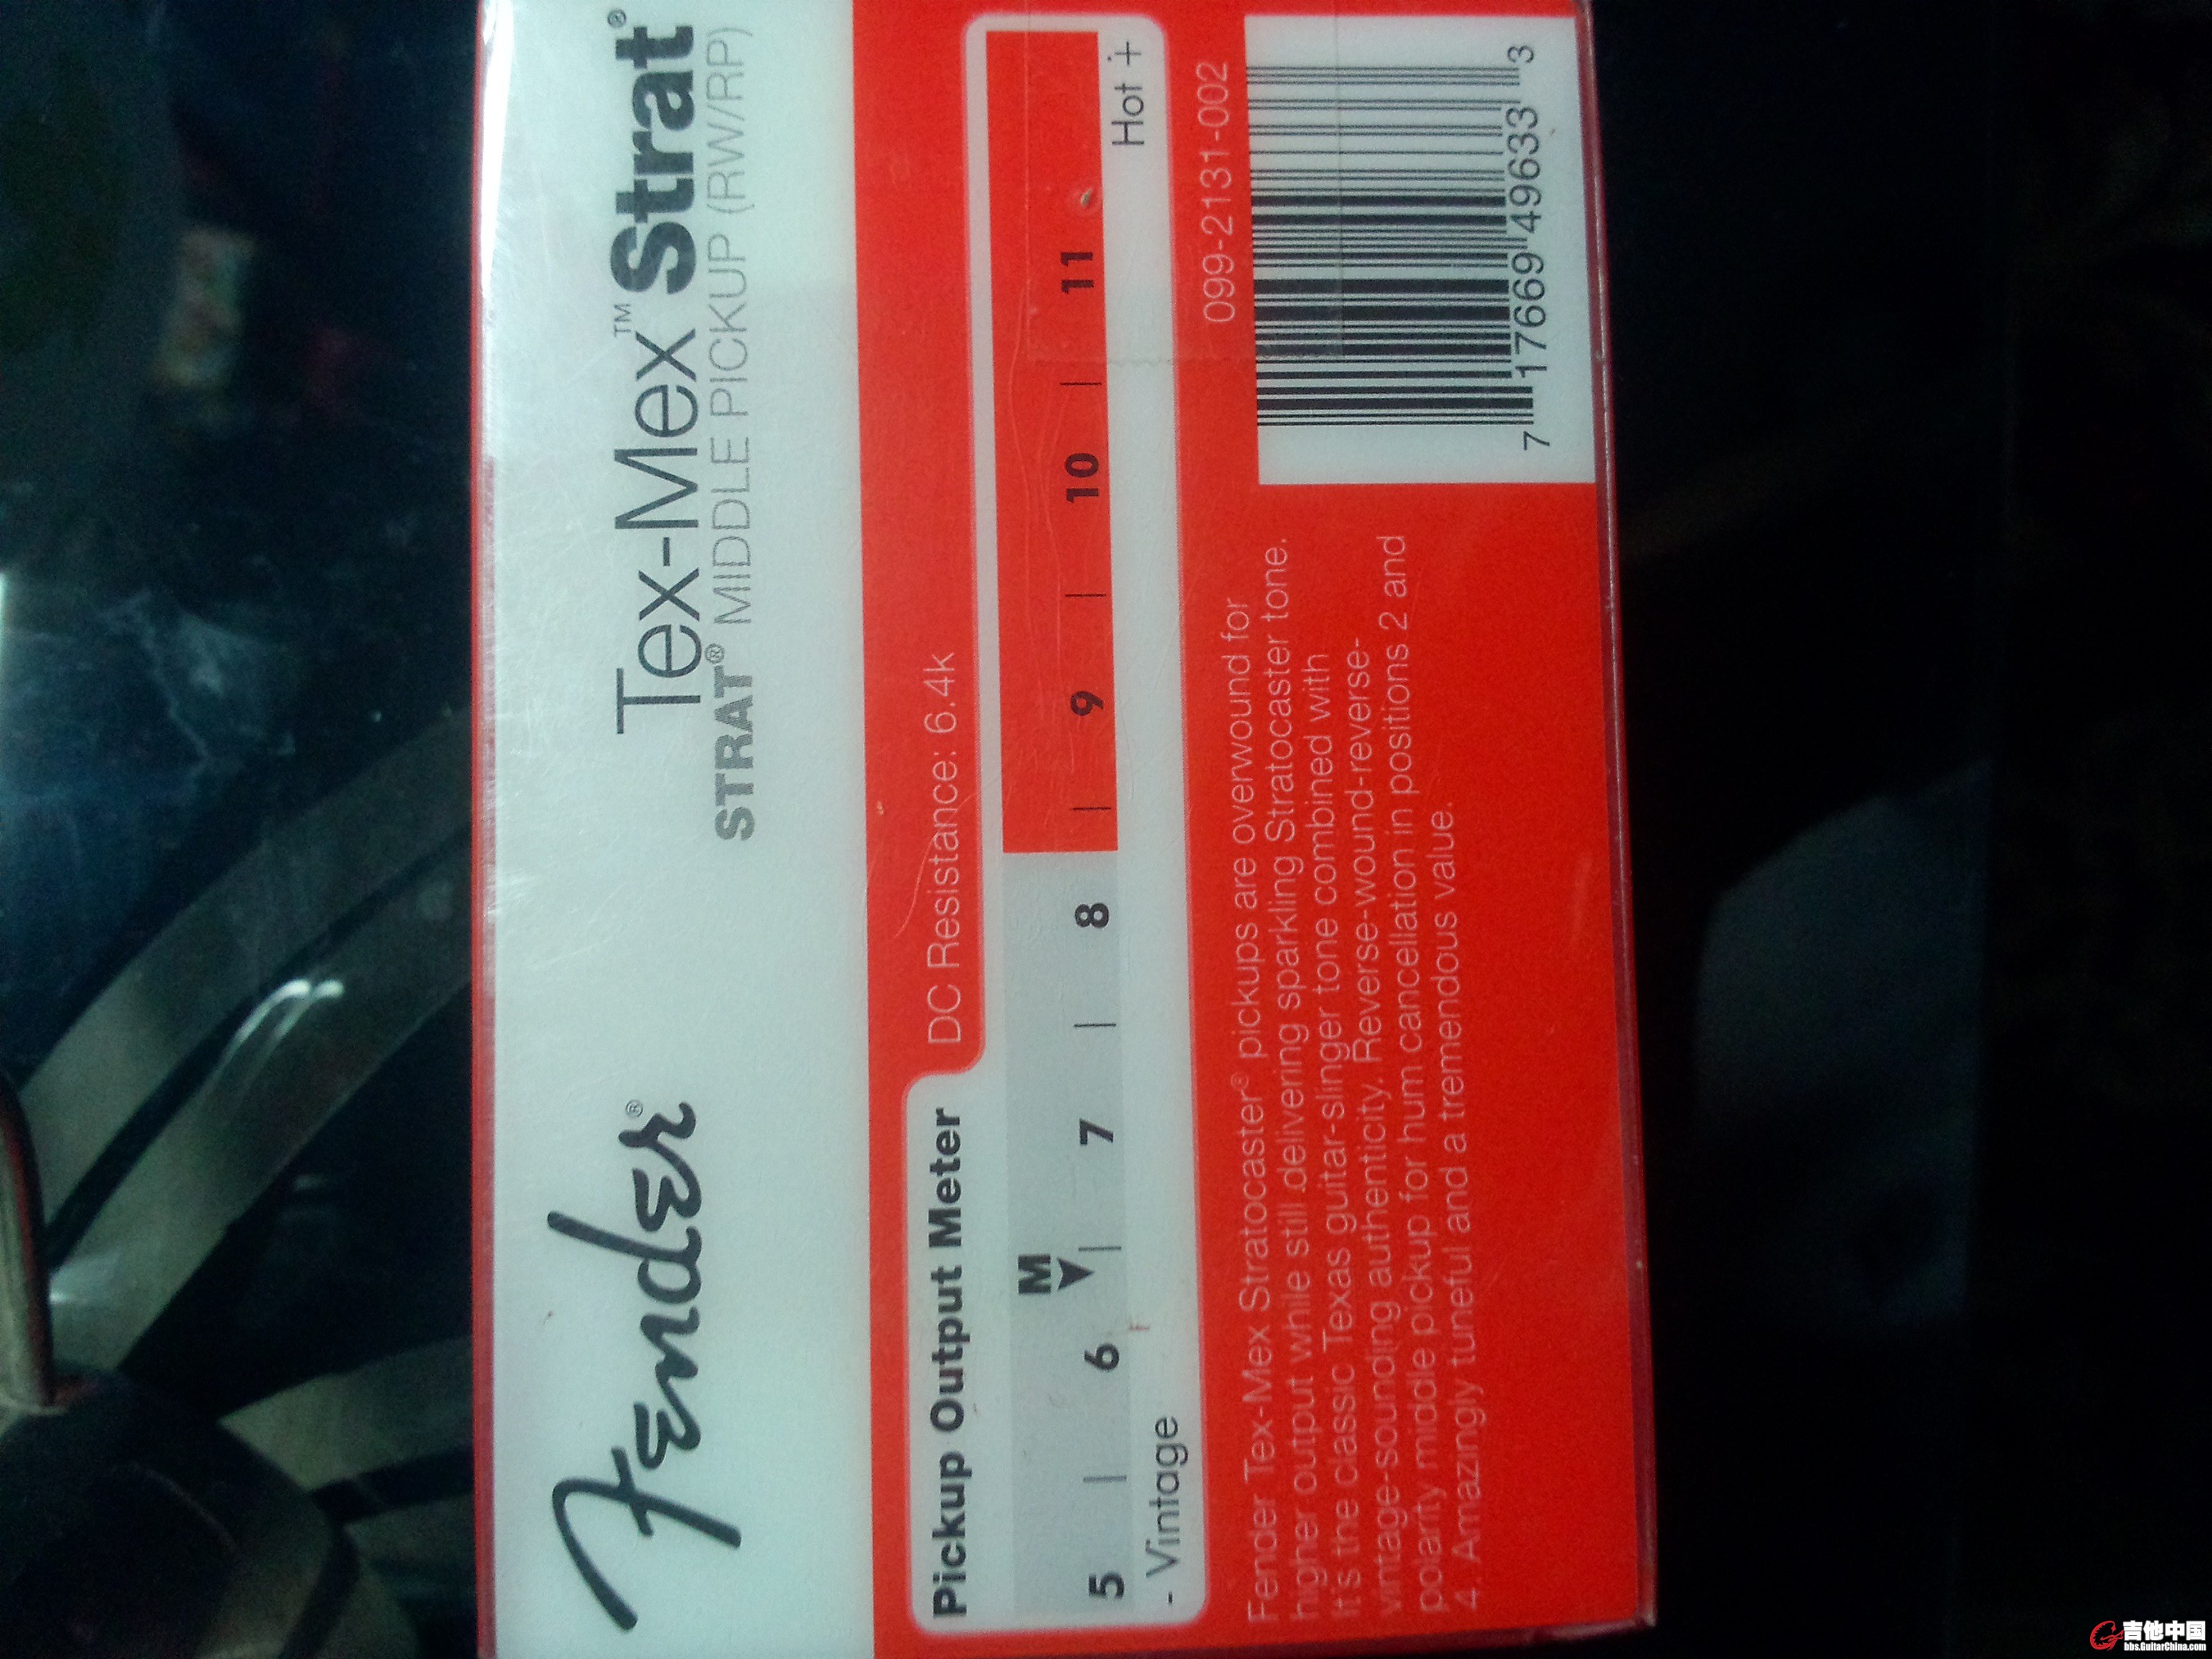 Fender®
Tex-Mex™ Strat®
STRAT® MIDDLE PICKUP (RW/RP)
Pickup Output Meter
DC Resistance: 6.4k
M
5 | 6 | 7 | 8 | 9 | 10 | 11
- Vintage
Hot +
099-2131-002
Fender Tex-Mex Stratocaster® pickups are overwound for
higher output while still delivering sparkling Stratocaster tone.
It's the classic Texas guitar-slinger tone combined with
vintage-sounding authenticity. Reverse-wound-reverse-
polarity middle pickup for hum cancellation in positions 2 and
4. Amazingly tuneful and a tremendous value.
7 17669 49633 3
吉他中国
bbs.GuitarChina.com